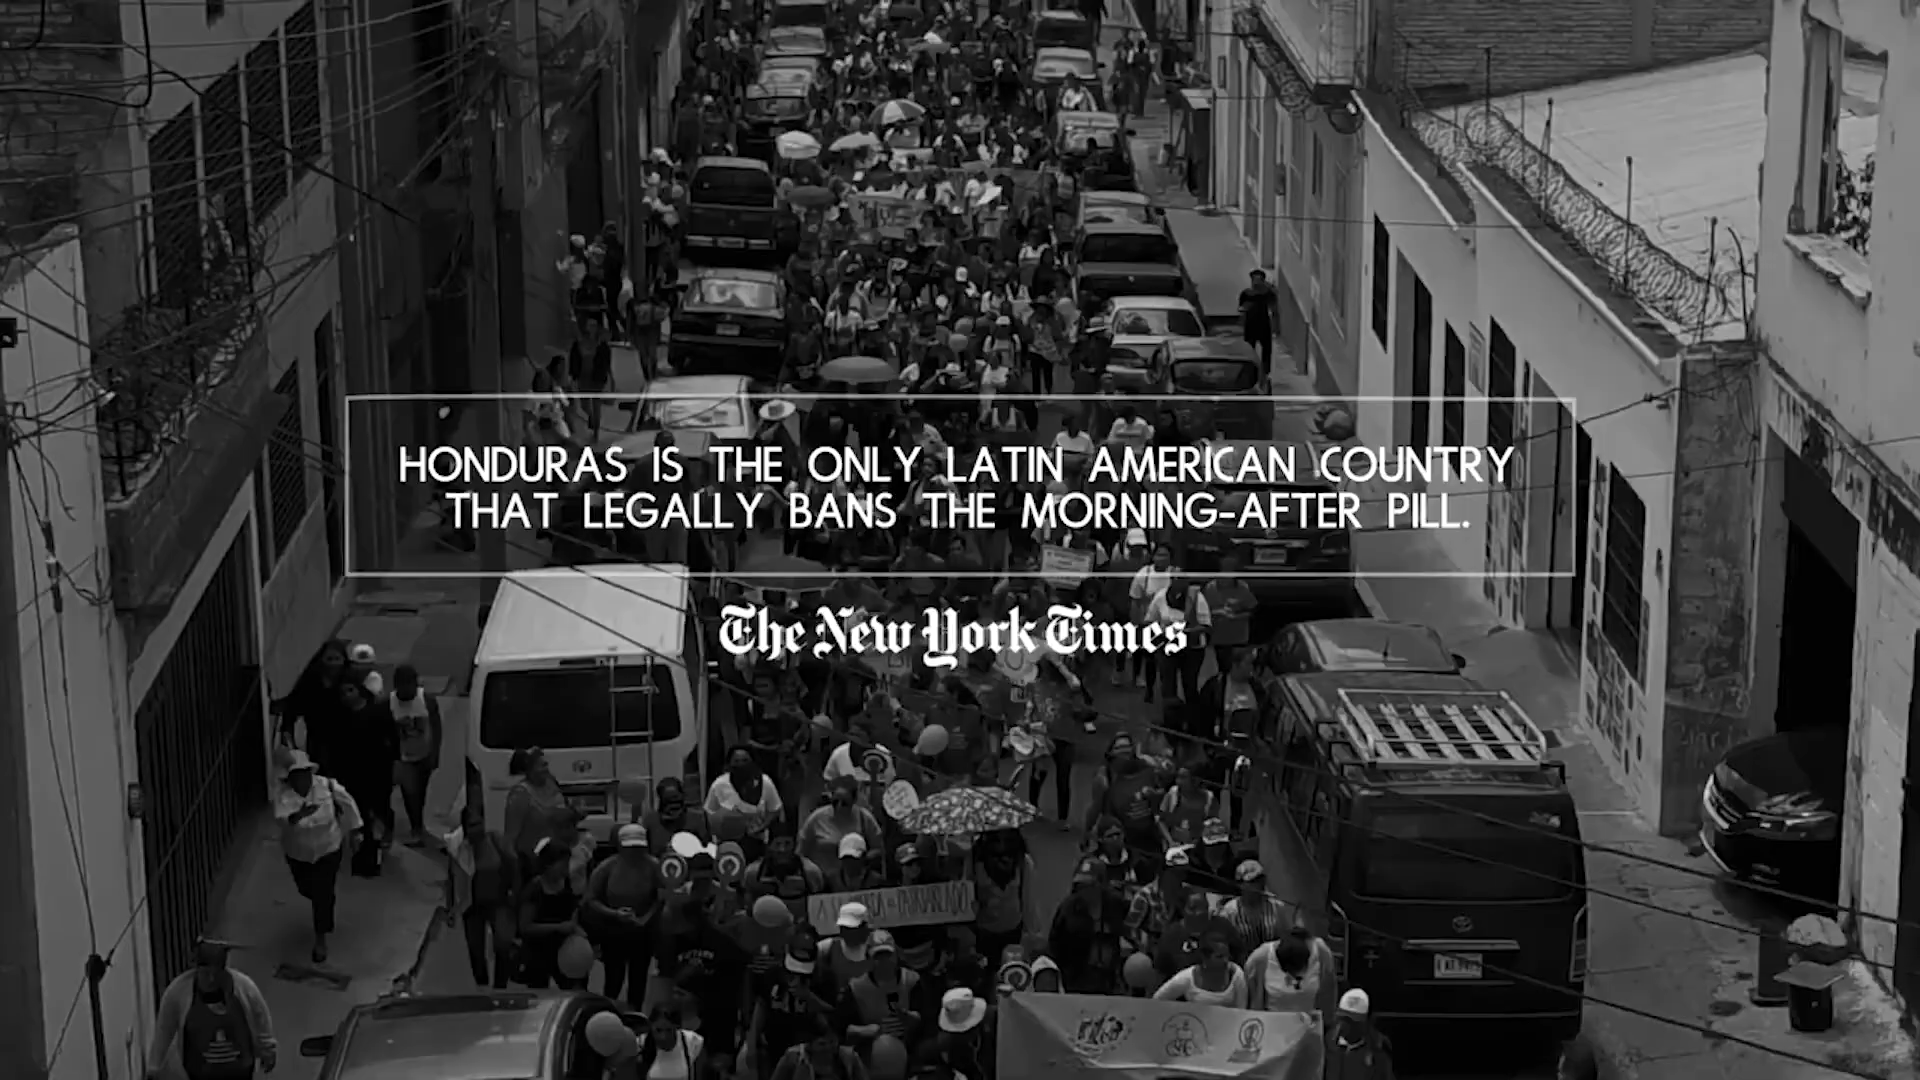 HONDURAS IS THE ONLY LATIN AMERICAN COUNTRY
THAT LEGALLY BANS THE MORNING-AFTER PILL.
The New York Times